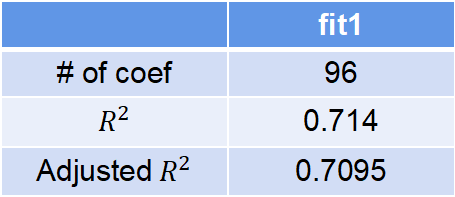 fit1
# of coef 96
R² 0.714
Adjusted R² 0.7095